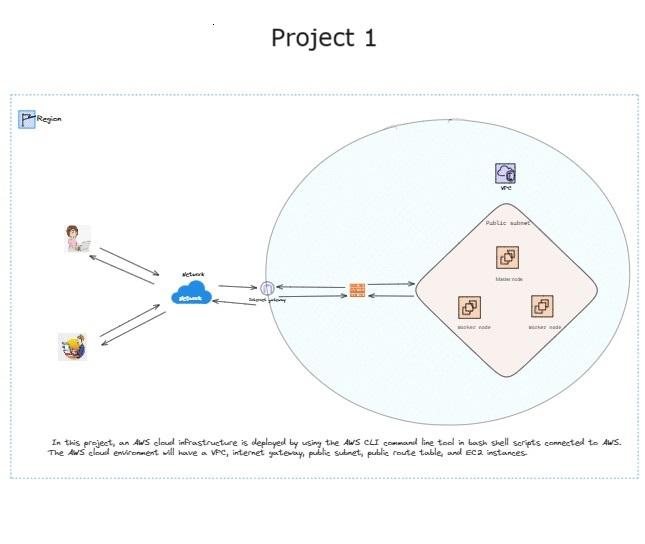 Project 1
Region
VPC
Public subnet
Network
Network
Master node
Internet gateway
Worker node
Worker node
In this project, an AWS cloud infrastructure is deployed by using the AWS CLI command line tool in bash shell scripts connected to AWS.
The AWS cloud environment will have a VPC, internet gateway, public subnet, public route table, and EC2 instances.